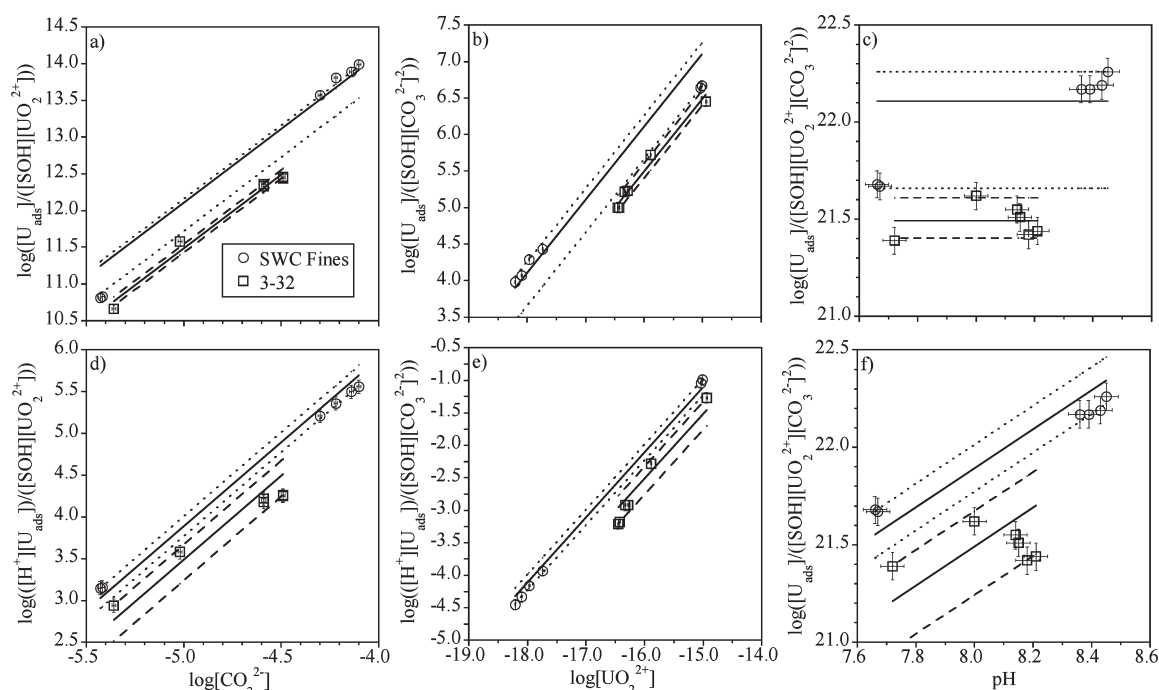 a)
log([U_ads]/([SOH][UO_2^2+]))
14.5
14.0
13.5
13.0
12.5
12.0
11.5
11.0
10.5
SWC Fines
3-32
b)
log([U_ads]/([SOH][CO_3^2-]^2))
7.5
7.0
6.5
6.0
5.5
5.0
4.5
4.0
3.5
c)
log([U_ads]/([SOH][UO_2^2+][CO_3^2-]^2))
22.5
22.0
21.5
21.0
d)
log([H^+][U_ads])/([SOH][UO_2^2+]))
6.0
5.5
5.0
4.5
4.0
3.5
3.0
2.5
-5.5 -5.0 -4.5 -4.0
log[CO_3^2-]
e)
log(([H^+][U_ads])/([SOH][CO_3^2-]^2))
-0.5
-1.0
-1.5
-2.0
-2.5
-3.0
-3.5
-4.0
-4.5
-5.0
-19.0 -18.0 -17.0 -16.0 -15.0 -14.0
log[UO_2^2+]
f)
log([U_ads]/([SOH][UO_2^2+][CO_3^2-]^2))
22.5
22.0
21.5
21.0
7.6 7.8 8.0 8.2 8.4 8.6
pH